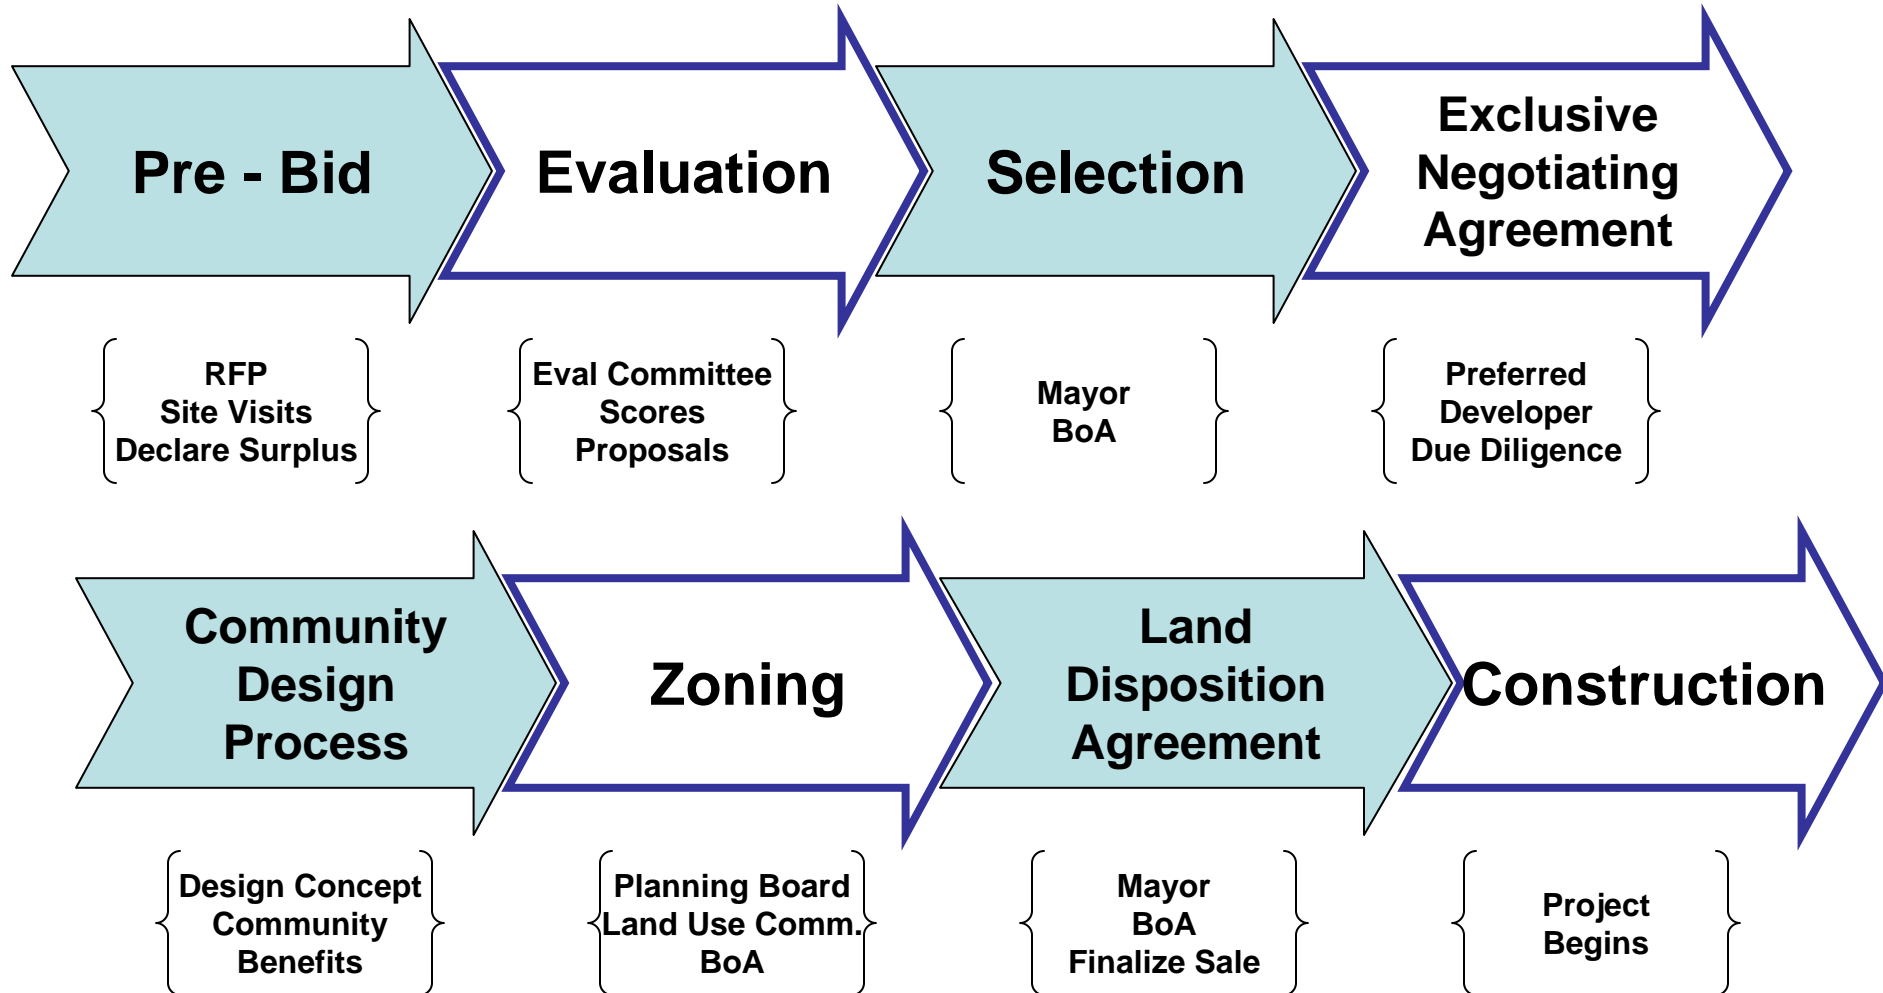 Pre - Bid
Evaluation
Selection
Exclusive
Negotiating
Agreement
RFP
Site Visits
Declare Surplus
Eval Committee
Scores
Proposals
Mayor
BoA
Preferred
Developer
Due Diligence
Community
Design
Process
Zoning
Land
Disposition
Agreement
Construction
Design Concept
Community
Benefits
Planning Board
Land Use Comm.
BoA
Mayor
BoA
Finalize Sale
Project
Begins